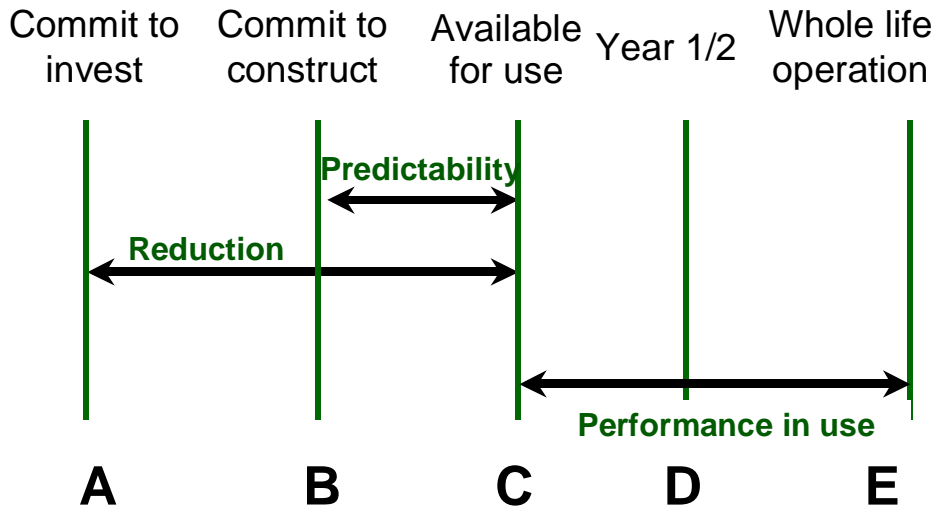 Commit to
invest
Commit to
construct
Available
for use
Year 1/2
Whole life
operation
Predictability
Reduction
Performance in use
A
B
C
D
E